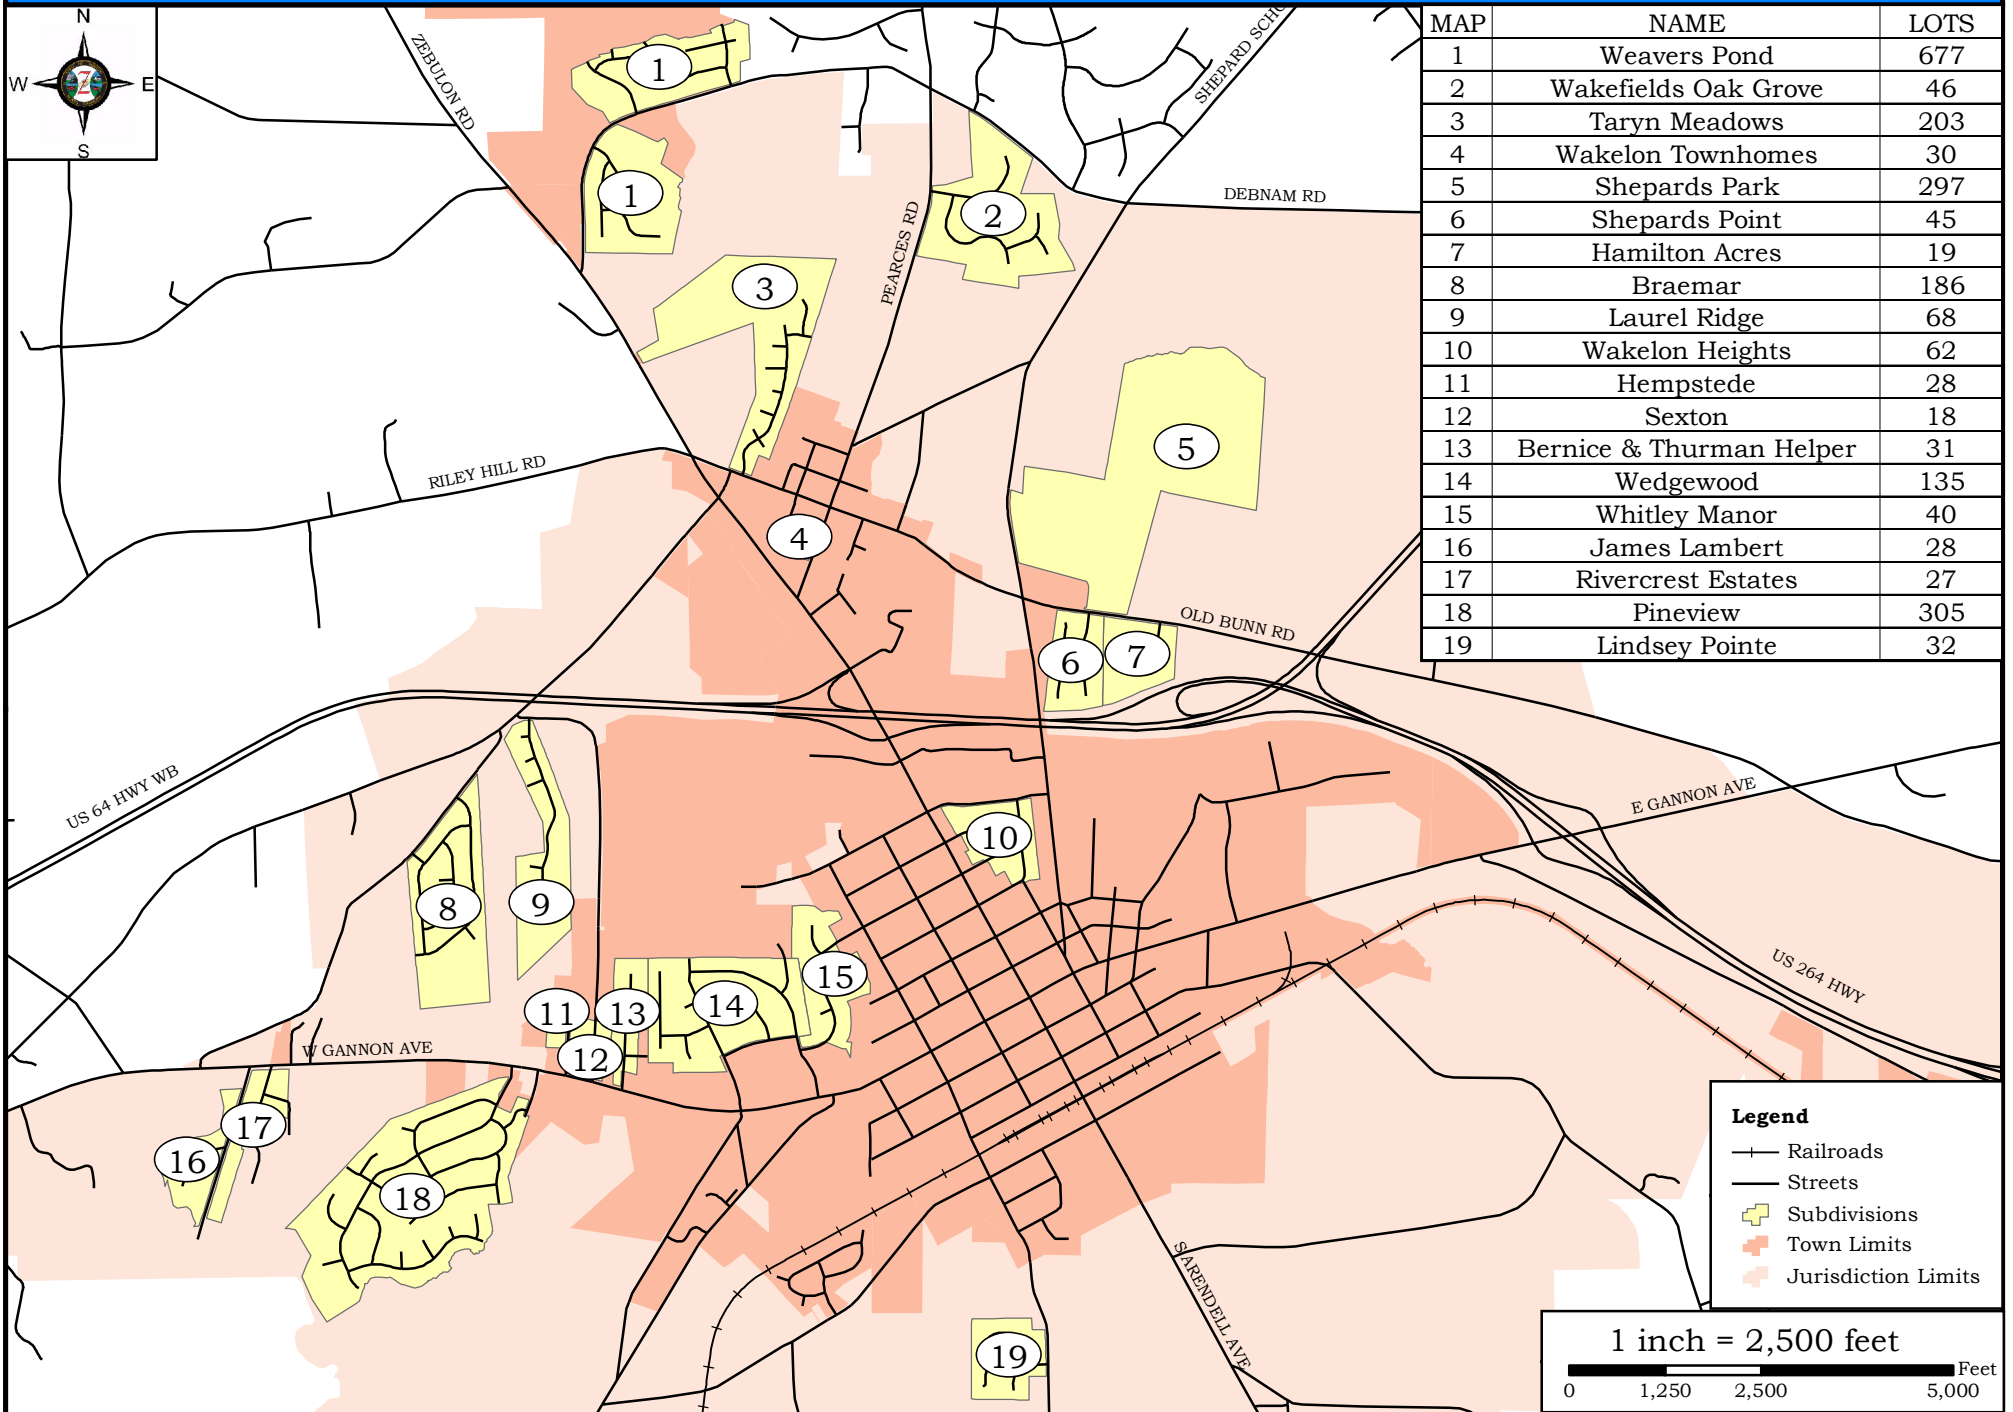 N
W E
S
Z
MAP NAME LOTS
1 Weavers Pond 677
2 Wakefields Oak Grove 46
3 Taryn Meadows 203
4 Wakelon Townhomes 30
5 Shepards Park 297
6 Shepards Point 45
7 Hamilton Acres 19
8 Braemar 186
9 Laurel Ridge 68
10 Wakelon Heights 62
11 Hempstede 28
12 Sexton 18
13 Bernice & Thurman Helper 31
14 Wedgewood 135
15 Whitley Manor 40
16 James Lambert 28
17 Rivercrest Estates 27
18 Pineview 305
19 Lindsey Pointe 32
ZEBULON RD
SHEPARD SCHO
1
1
2
DEBNAM RD
PEARCES RD
3
5
RILEY HILL RD
4
OLD BUNN RD
6
7
US 64 HWY WB
E GANNON AVE
10
8
9
15
US 264 HWY
11
13
14
12
W GANNON AVE
17
16
18
S ARENDELL AVE
19
Legend
Railroads
Streets
Subdivisions
Town Limits
Jurisdiction Limits
1 inch = 2,500 feet
Feet
0 1,250 2,500 5,000